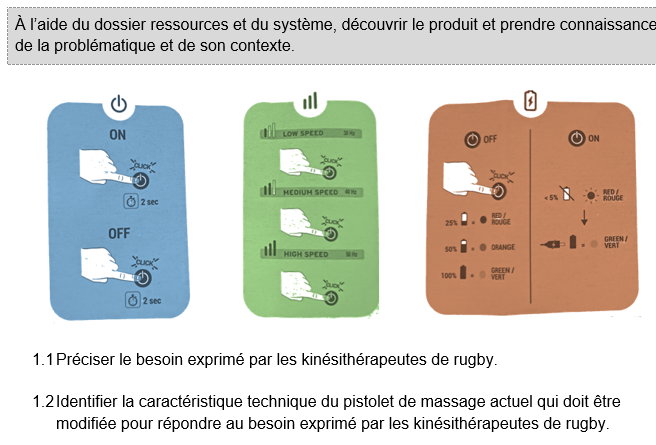 À l'aide du dossier ressources et du système, découvrir le produit et prendre connaissance
de la problématique et de son contexte.
ON
CLICK
2 sec
OFF
CLICK
2 sec
LOW SPEED
CLICK
MEDIUM SPEED
CLICK
HIGH SPEED
CLICK
OFF
CLICK
25%
RED /
ROUGE
50%
ORANGE
100%
GREEN /
VERT
ON
< 5%
RED /
ROUGE
GREEN /
VERT
1.1 Préciser le besoin exprimé par les kinésithérapeutes de rugby.
1.2 Identifier la caractéristique technique du pistolet de massage actuel qui doit être
modifiée pour répondre au besoin exprimé par les kinésithérapeutes de rugby.